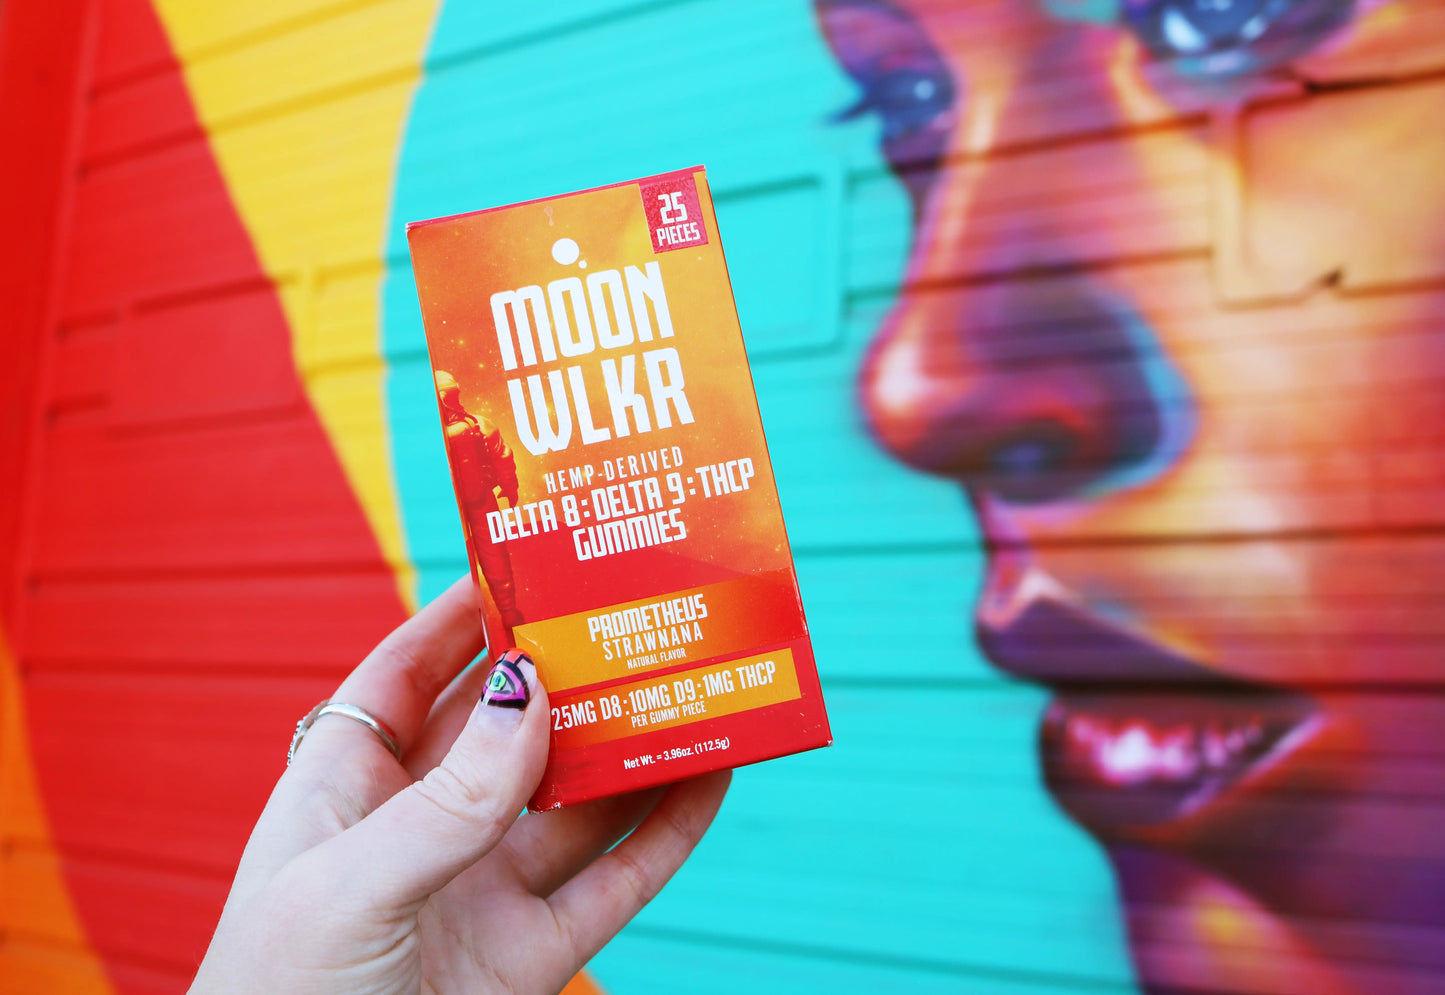 25
PIECES
MOON
WLKR
HEMP-DERIVED
DELTA 8:DELTA 9:THCP
GUMMIES
PROMETHEUS
STRAWNANA
NATURAL FLAVOR
25MG D8:10MG D9:1MG THCP
PER GUMMY PIECE
Net Wt. = 3.96oz. (112.5g)